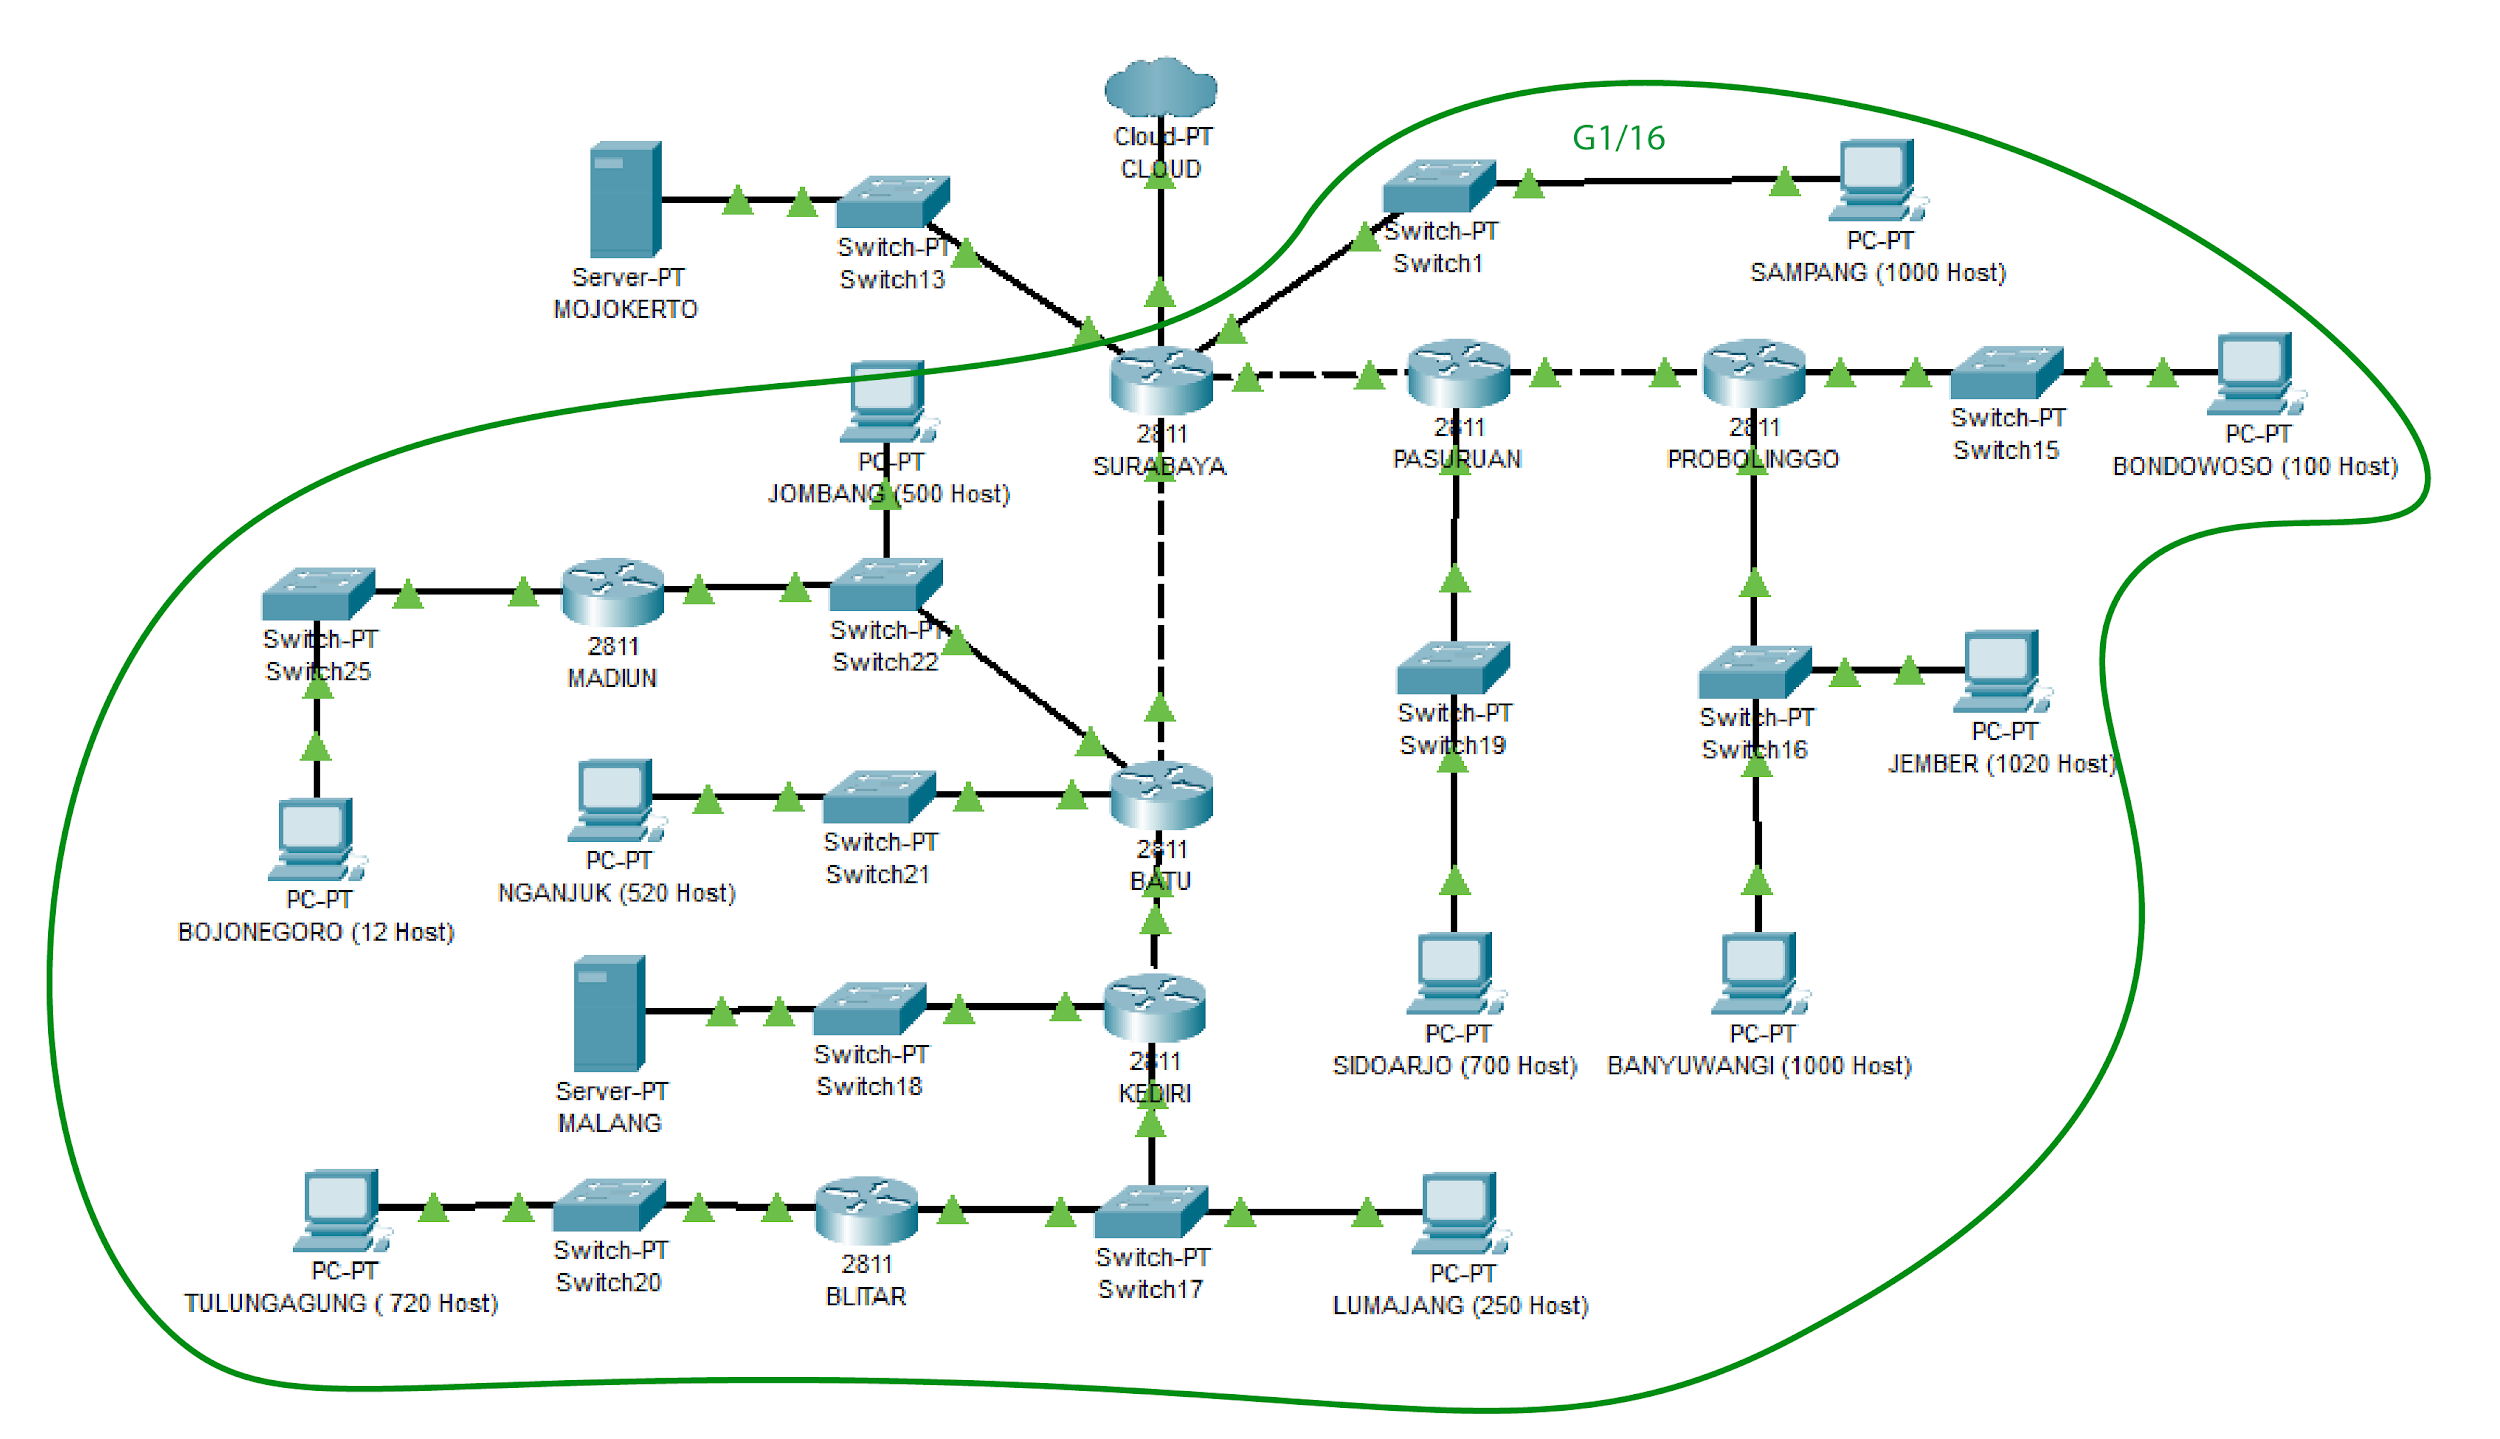 Cloud-PT
CLOUD
G1/16
Server-PT
MOJOKERTO
Switch-PT
Switch13
Switch-PT
Switch1
PC-PT
SAMPANG (1000 Host)
PC-PT
JOMBANG (500 Host)
2811
SURABAYA
2811
PASURUAN
2811
PROBOLINGGO
Switch-PT
Switch15
PC-PT
BONDOWOSO (100 Host)
Switch-PT
Switch25
2811
MADIUN
Switch-PT
Switch22
Switch-PT
Switch19
Switch-PT
Switch16
PC-PT
JEMBER (1020 Host)
PC-PT
BOJONEGORO (12 Host)
PC-PT
NGANJUK (520 Host)
Switch-PT
Switch21
2811
BATU
Server-PT
MALANG
Switch-PT
Switch18
2811
KEDIRI
PC-PT
SIDOARJO (700 Host)
PC-PT
BANYUWANGI (1000 Host)
PC-PT
TULUNGAGUNG ( 720 Host)
Switch-PT
Switch20
2811
BLITAR
Switch-PT
Switch17
PC-PT
LUMAJANG (250 Host)